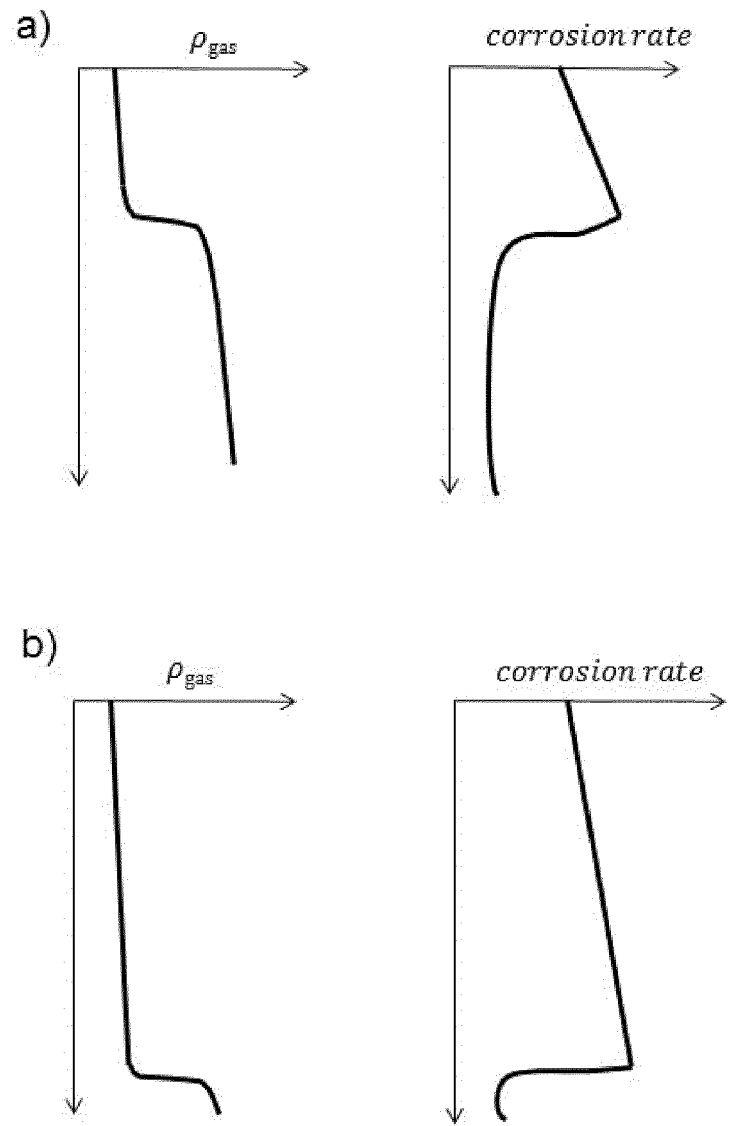 a)
ρgas
corrosion rate
b)
ρgas
corrosion rate